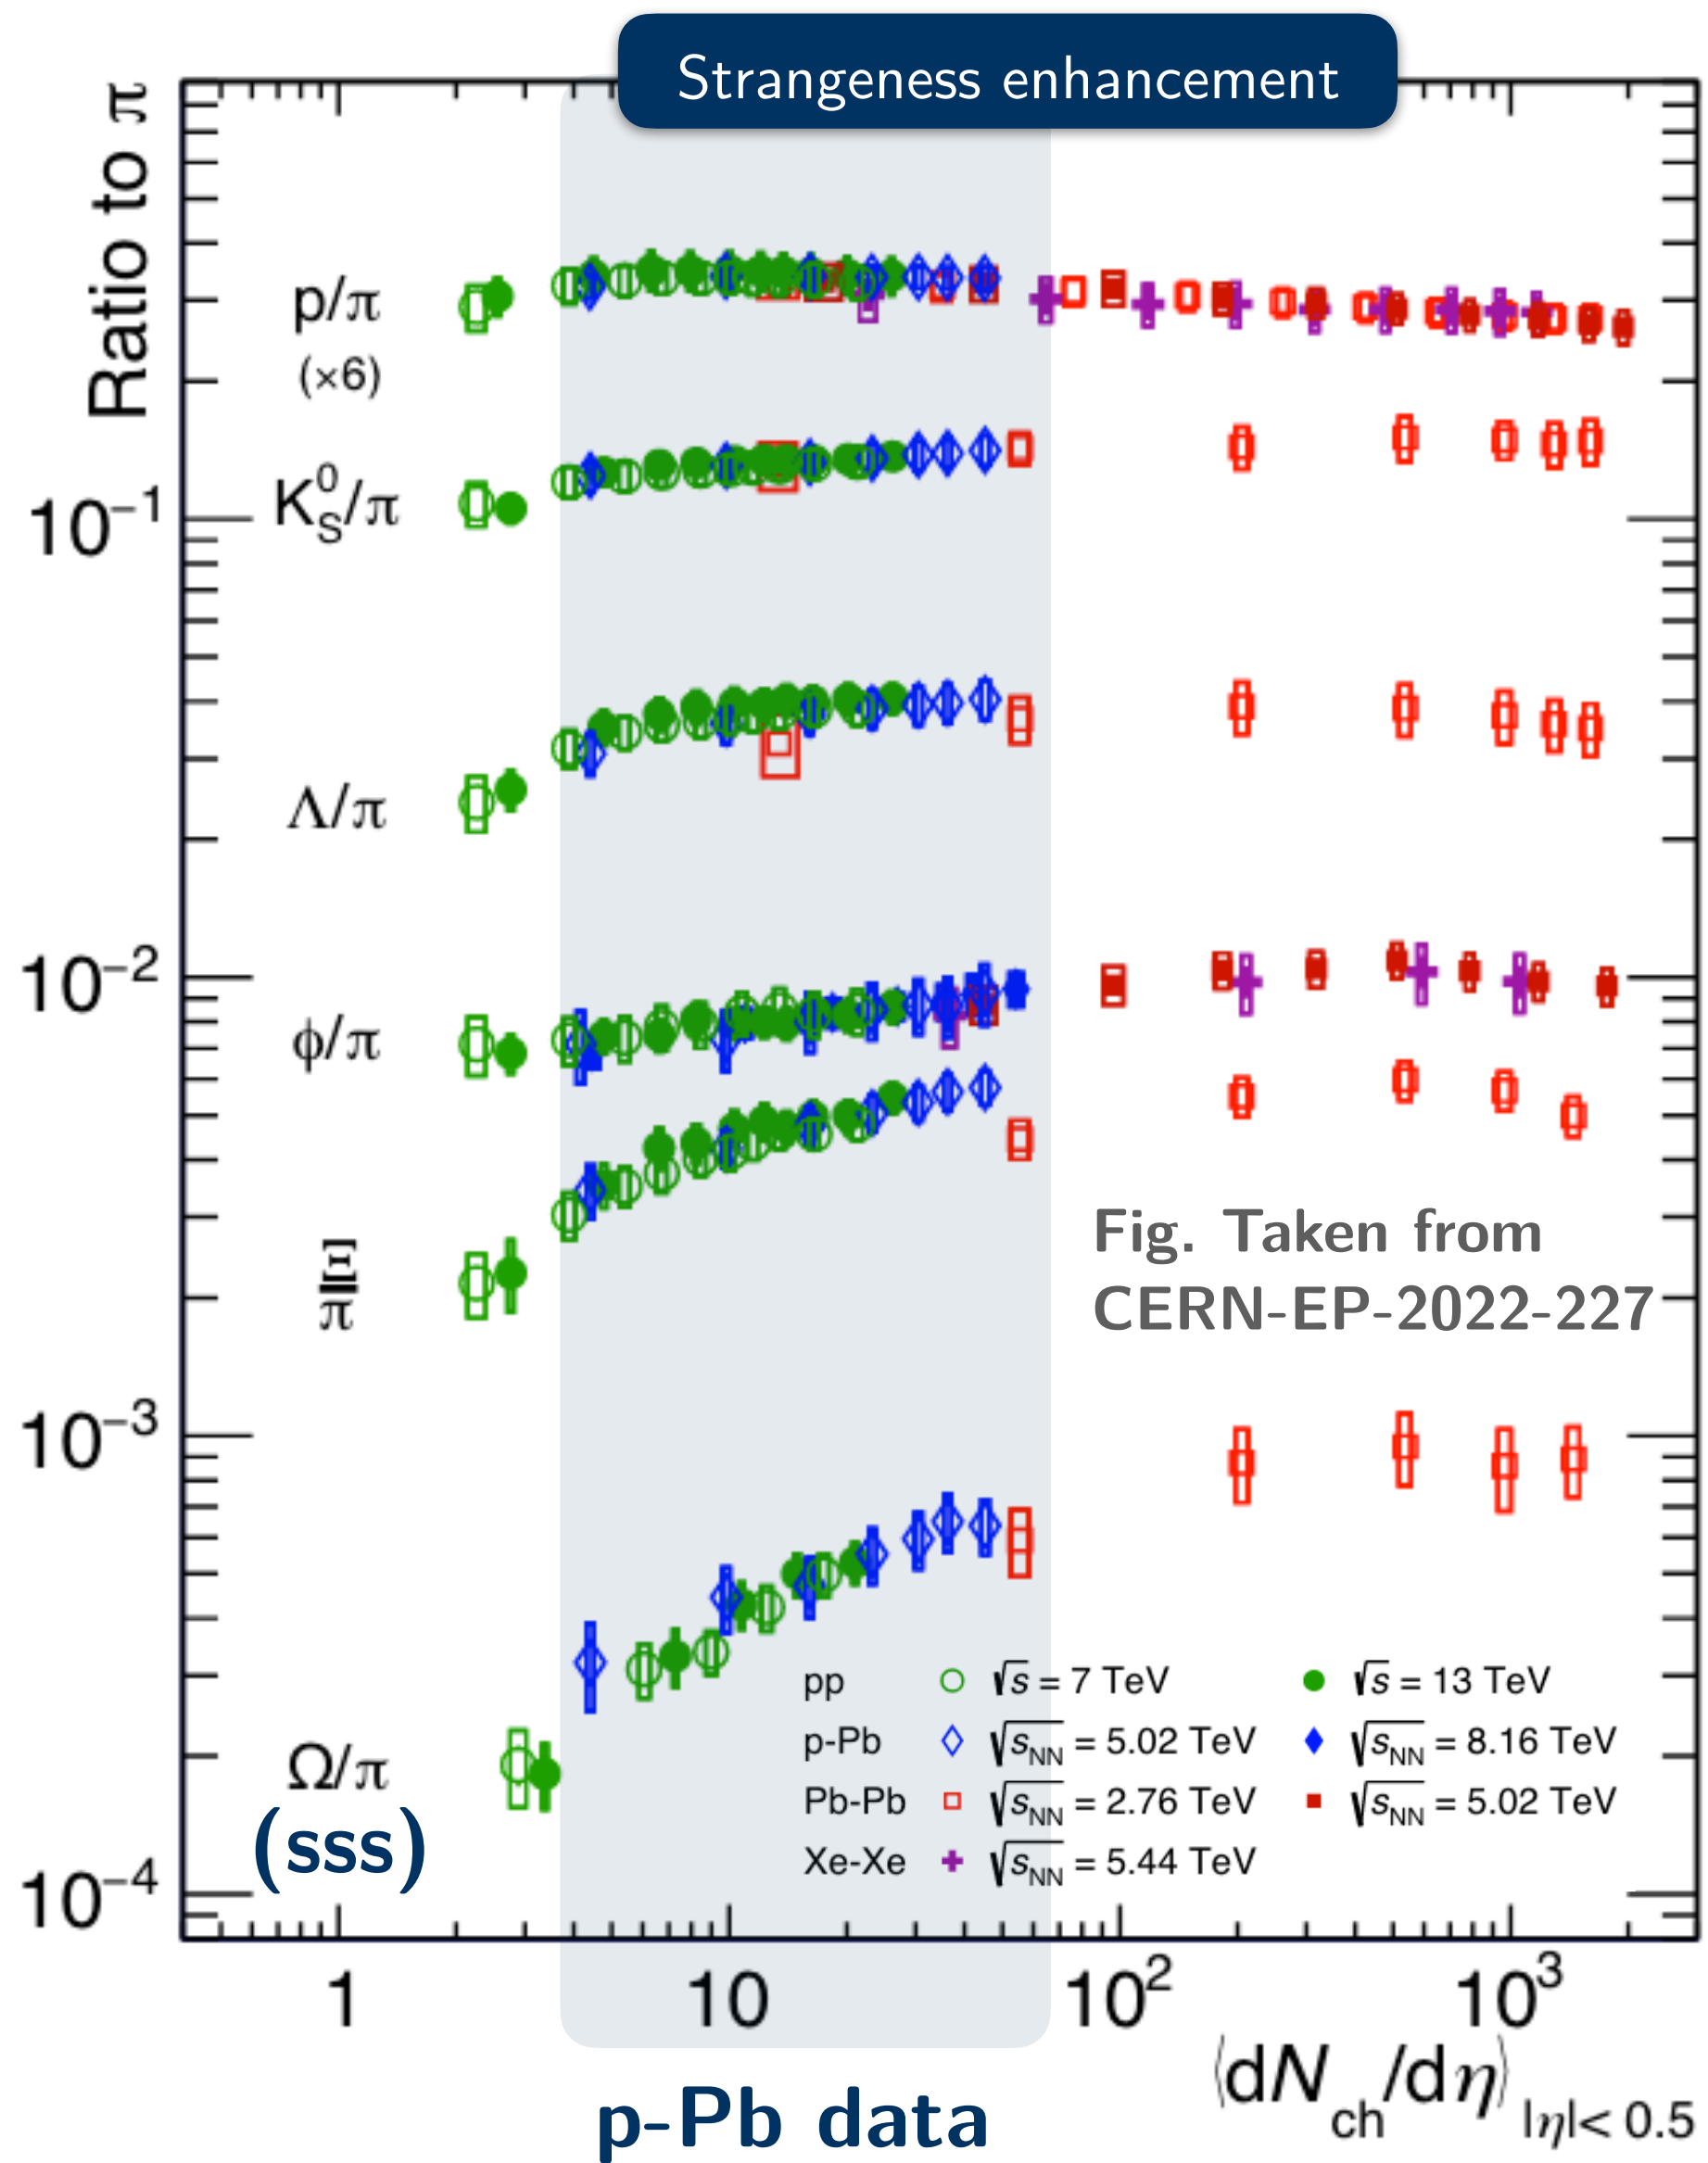 Strangeness enhancement
Ratio to π
p/π
(×6)
10⁻¹
K⁰S/π
Λ/π
10⁻²
ϕ/π
Ξ/π
Fig. Taken from
CERN-EP-2022-227
10⁻³
pp √s = 7 TeV √s = 13 TeV
p-Pb √sNN = 5.02 TeV √sNN = 8.16 TeV
Ω/π
Pb-Pb √sNN = 2.76 TeV √sNN = 5.02 TeV
(sss)
Xe-Xe √sNN = 5.44 TeV
10⁻⁴
1 10 10² 10³
⟨dNch/dη⟩|η|< 0.5
p-Pb data